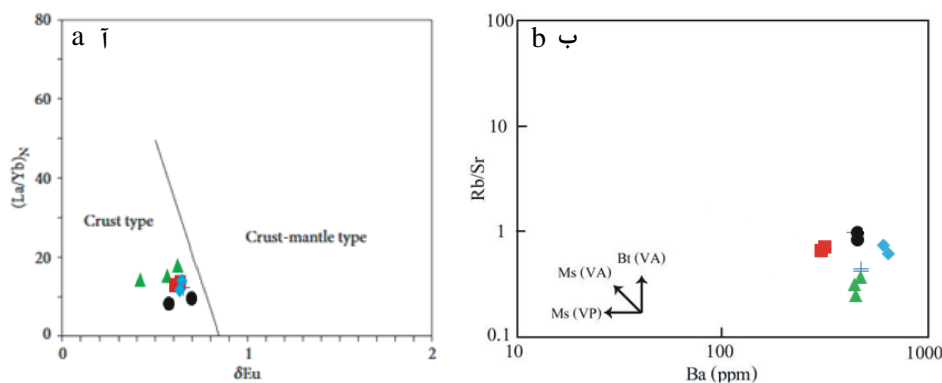 a آ
80
60
40
20
0
(La/Yb)N
Crust type
Crust-mantle type
0 1 2
δEu
b ب
100
10
1
0.1
Rb/Sr
Bt (VA)
Ms (VA)
Ms (VP)
10 100 1000
Ba (ppm)